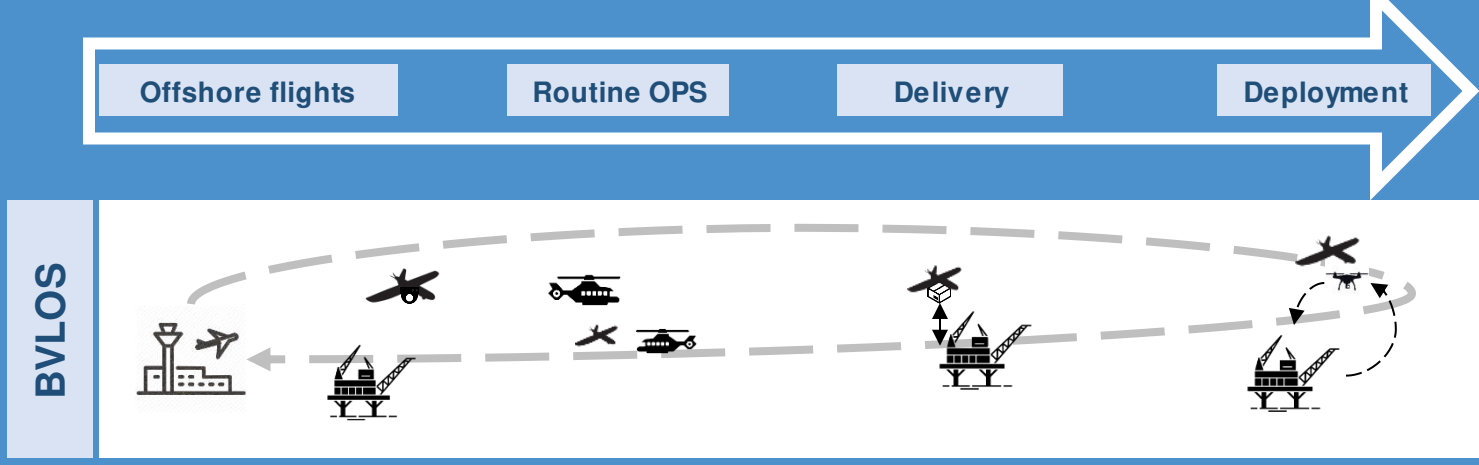 Offshore flights
Routine OPS
Delivery
Deployment
BVLOS